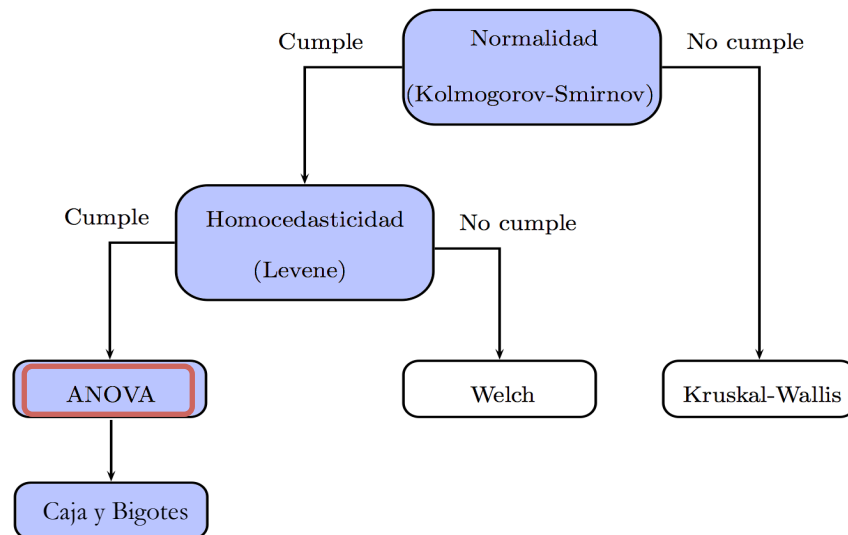 Cumple
Normalidad
No cumple
(Kolmogorov-Smirnov)
Cumple
Homocedasticidad
No cumple
(Levene)
ANOVA
Welch
Kruskal-Wallis
Caja y Bigotes